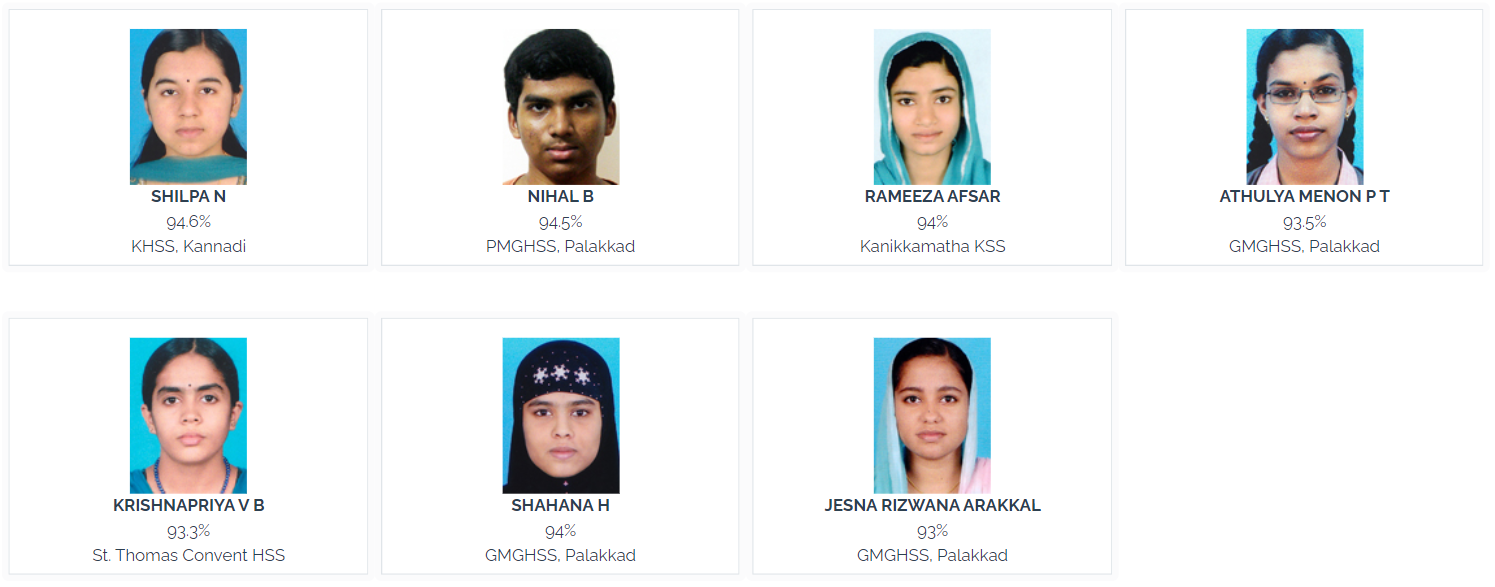 SHILPA N
94.6%
KHSS, Kannadi
NIHAL B
94.5%
PMGHSS, Palakkad
RAMEEZA AFSAR
94%
Kanikkamatha KSS
ATHULYA MENON P T
93.5%
GMGHSS, Palakkad
KRISHNAPRIYA V B
93.3%
St. Thomas Convent HSS
SHAHANA H
94%
GMGHSS, Palakkad
JESNA RIZWANA ARAKKAL
93%
GMGHSS, Palakkad